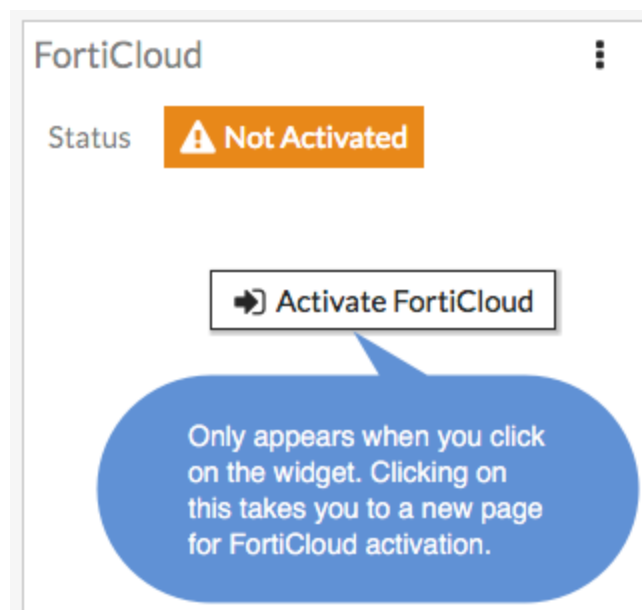 FortiCloud
Status
Not Activated
Activate FortiCloud
Only appears when you click
on the widget. Clicking on
this takes you to a new page
for FortiCloud activation.